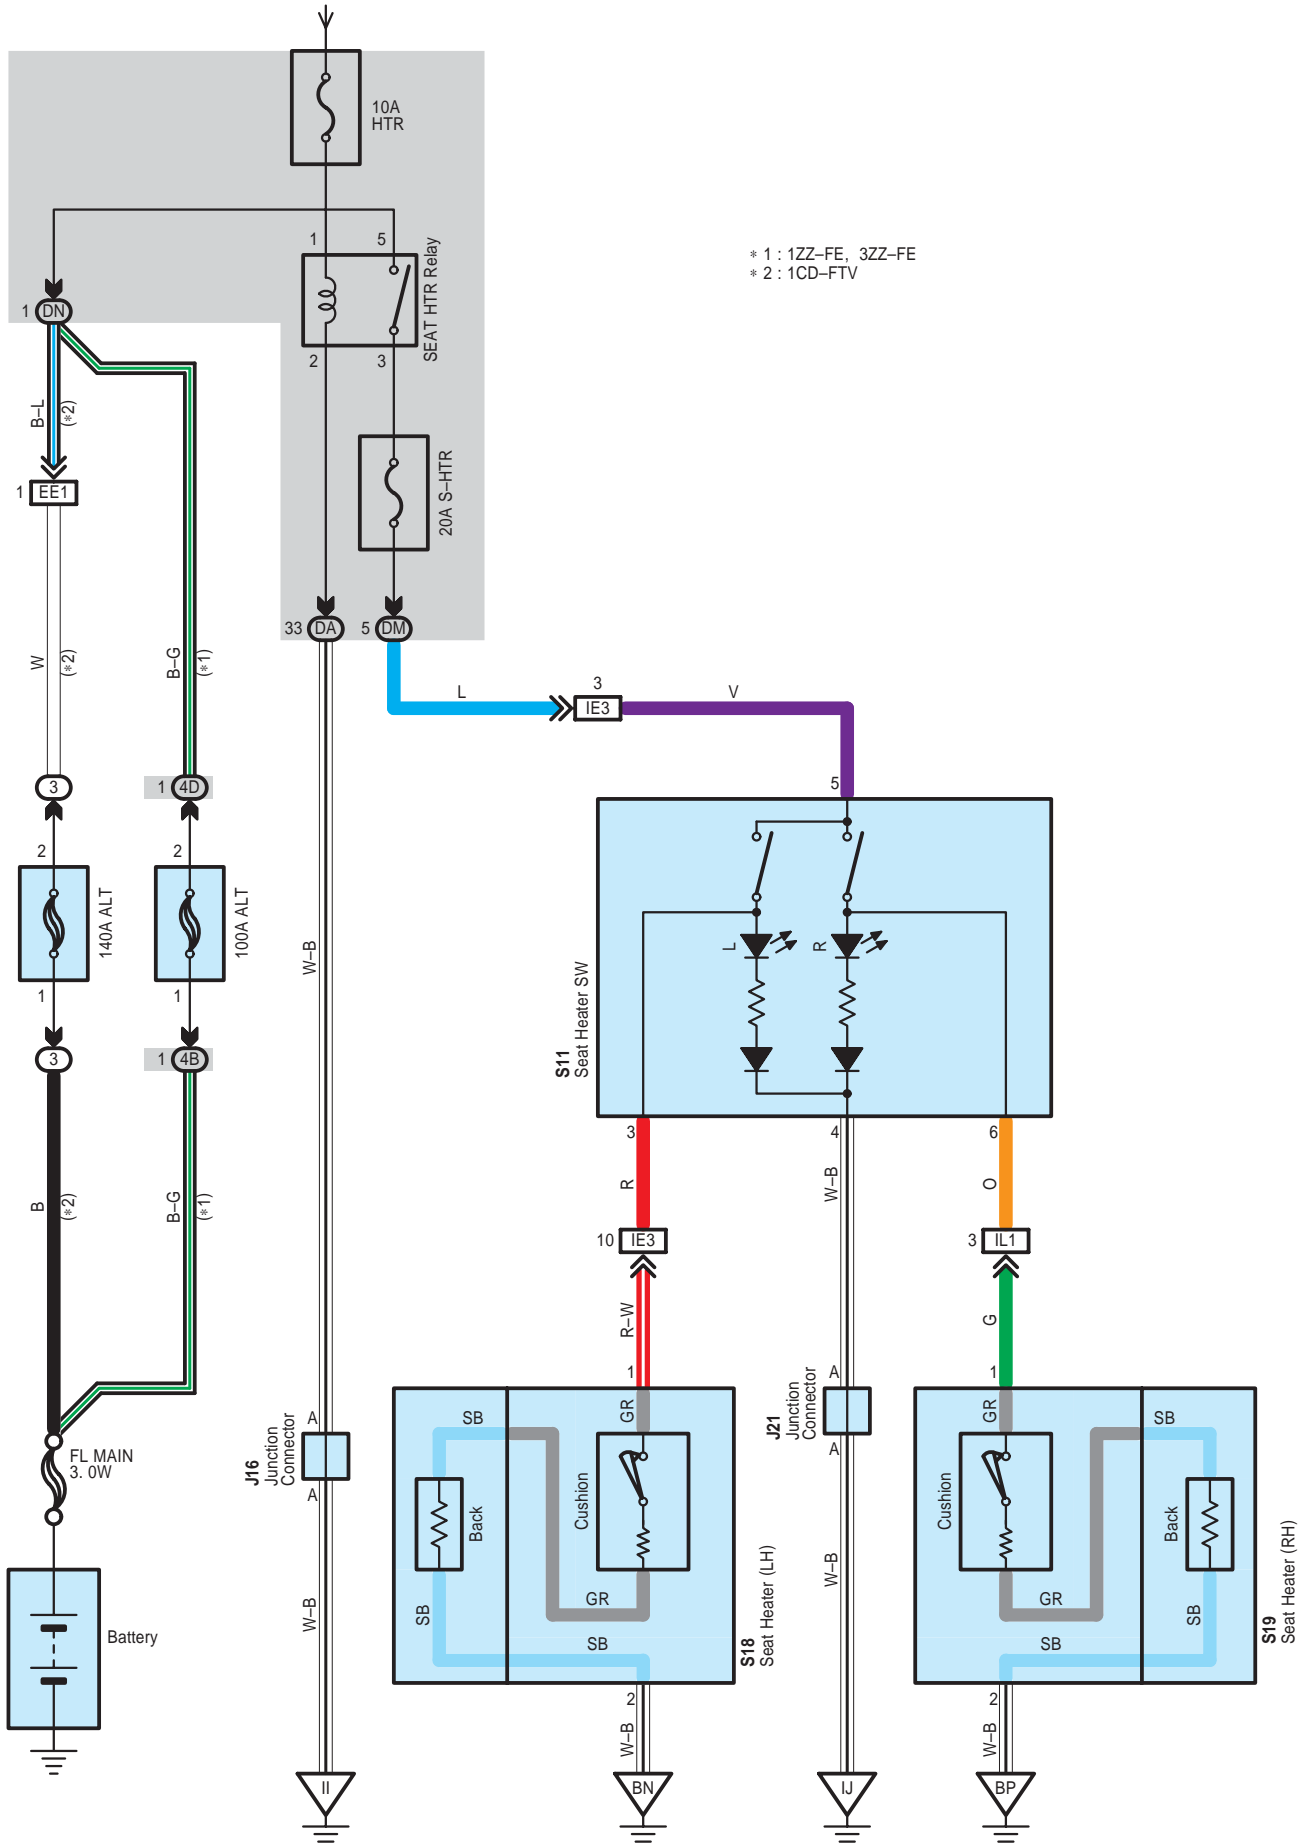 10A
HTR
1
5
SEAT HTR Relay
∗ 1 : 1ZZ–FE, 3ZZ–FE
∗ 2 : 1CD–FTV
1
DN
2
3
B–L
(∗2)
20A S–HTR
1
EE1
33
DA
5
DM
W
(∗2)
B–G
(∗1)
L
3
IE3
V
5
3
1
4D
2
2
140A ALT
100A ALT
1
1
3
1
4B
W–B
L
R
S11
Seat Heater SW
3
4
6
B
(∗2)
B–G
(∗1)
R
W–B
O
10
IE3
3
IL1
R–W
G
1
A
1
J21
Junction
Connector
A
FL MAIN
3. 0W
J16
Junction
Connector
A
A
SB
GR
Cushion
Back
GR
SB
SB
S18
Seat Heater (LH)
GR
SB
Cushion
Back
GR
SB
SB
S19
Seat Heater (RH)
Battery
W–B
W–B
2
W–B
2
W–B
II
BN
IJ
BP